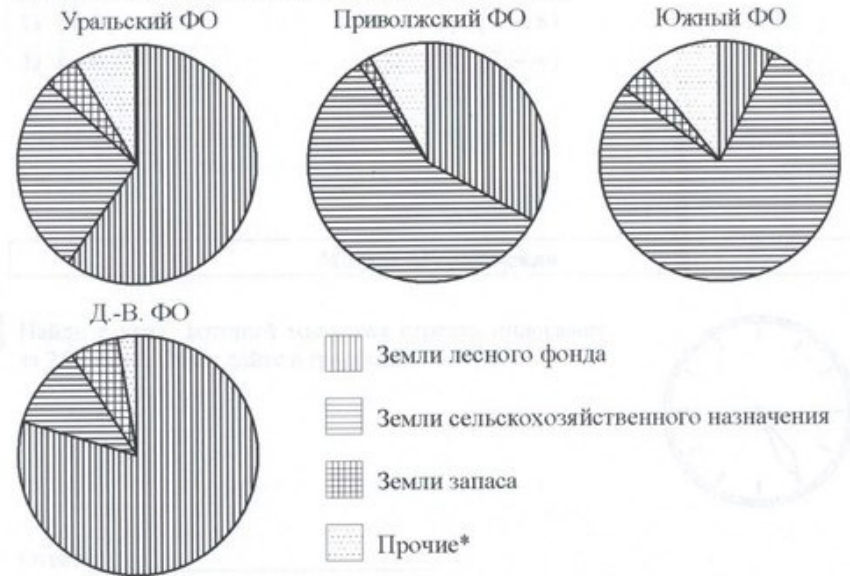 Уральский ФО
Приволжский ФО
Южный ФО
Д.-В. ФО
Земли лесного фонда
Земли сельскохозяйственного назначения
Земли запаса
Прочие*